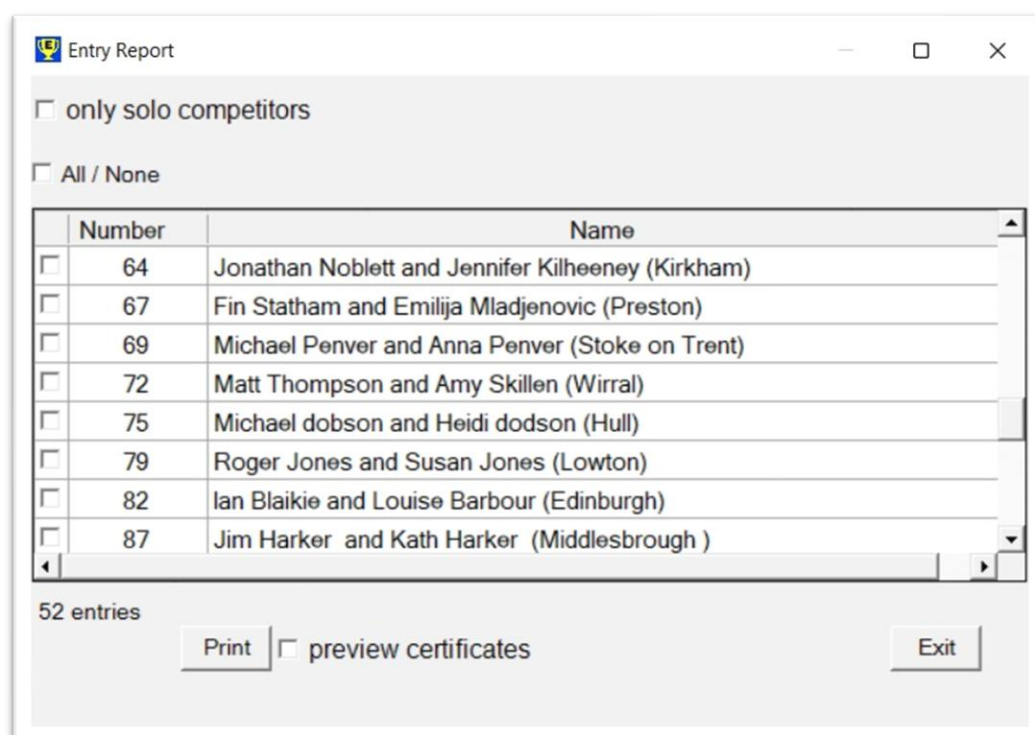 Entry Report
only solo competitors
All / None
Number Name
64 Jonathan Noblett and Jennifer Kilheeney (Kirkham)
67 Fin Statham and Emilija Mladjenovic (Preston)
69 Michael Penver and Anna Penver (Stoke on Trent)
72 Matt Thompson and Amy Skillen (Wirral)
75 Michael dobson and Heidi dodson (Hull)
79 Roger Jones and Susan Jones (Lowton)
82 Ian Blaikie and Louise Barbour (Edinburgh)
87 Jim Harker  and Kath Harker  (Middlesbrough )
52 entries
Print preview certificates Exit